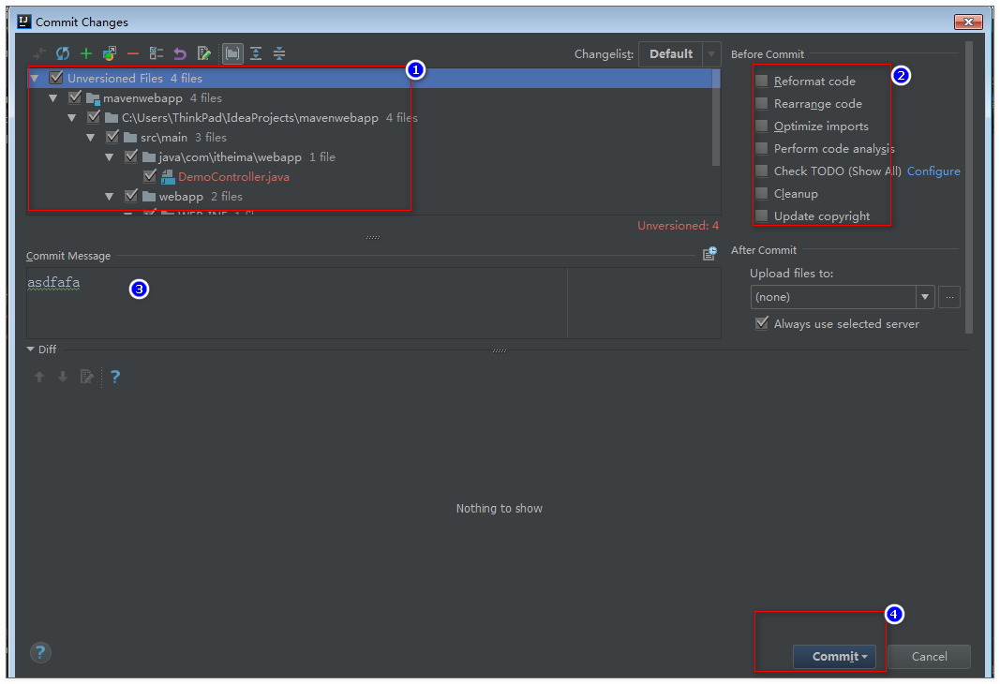 Commit Changes
Changelist: Default
Before Commit
1
Unversioned Files 4 files
2
Reformat code
mavenwebapp 4 files
Rearrange code
C:\Users\ThinkPad\IdeaProjects\mavenwebapp 4 files
Optimize imports
src\main 3 files
Perform code analysis
java\com\itheima\webapp 1 file
Check TODO (Show All) Configure
DemoController.java
Cleanup
webapp 2 files
Update copyright
Unversioned: 4
After Commit
Commit Message
Upload files to:
asdfafa
3
(none)
...
Always use selected server
Diff
?
Nothing to show
4
?
Commit
Cancel